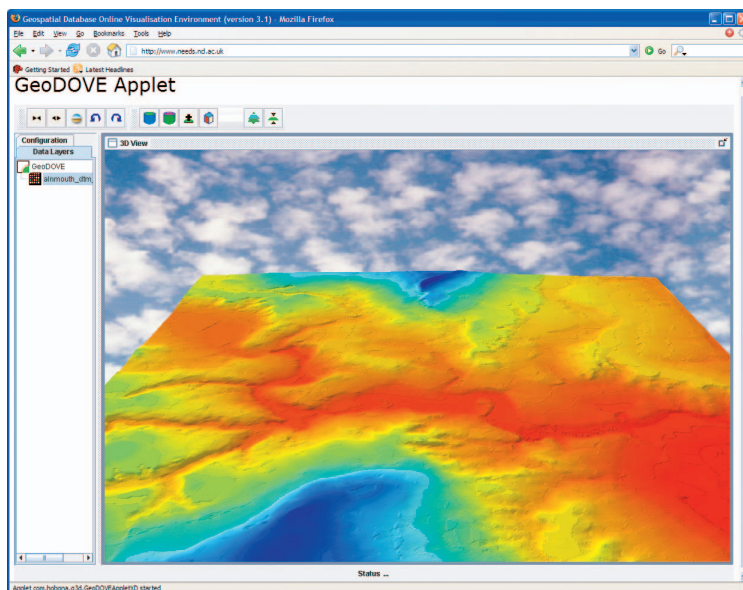 Geospatial Database Online Visualisation Environment (version 3.1) - Mozilla Firefox
File Edit View Go Bookmarks Tools Help
http://www.needs.nd.ac.uk
Go
Getting Started Latest Headlines
GeoDOVE Applet
Configuration
Data Layers
GeoDOVE
alnmouth_dtm_
3D View
Status ...
Applet com.hobona.g3d.GeoDOVEAppletXD started